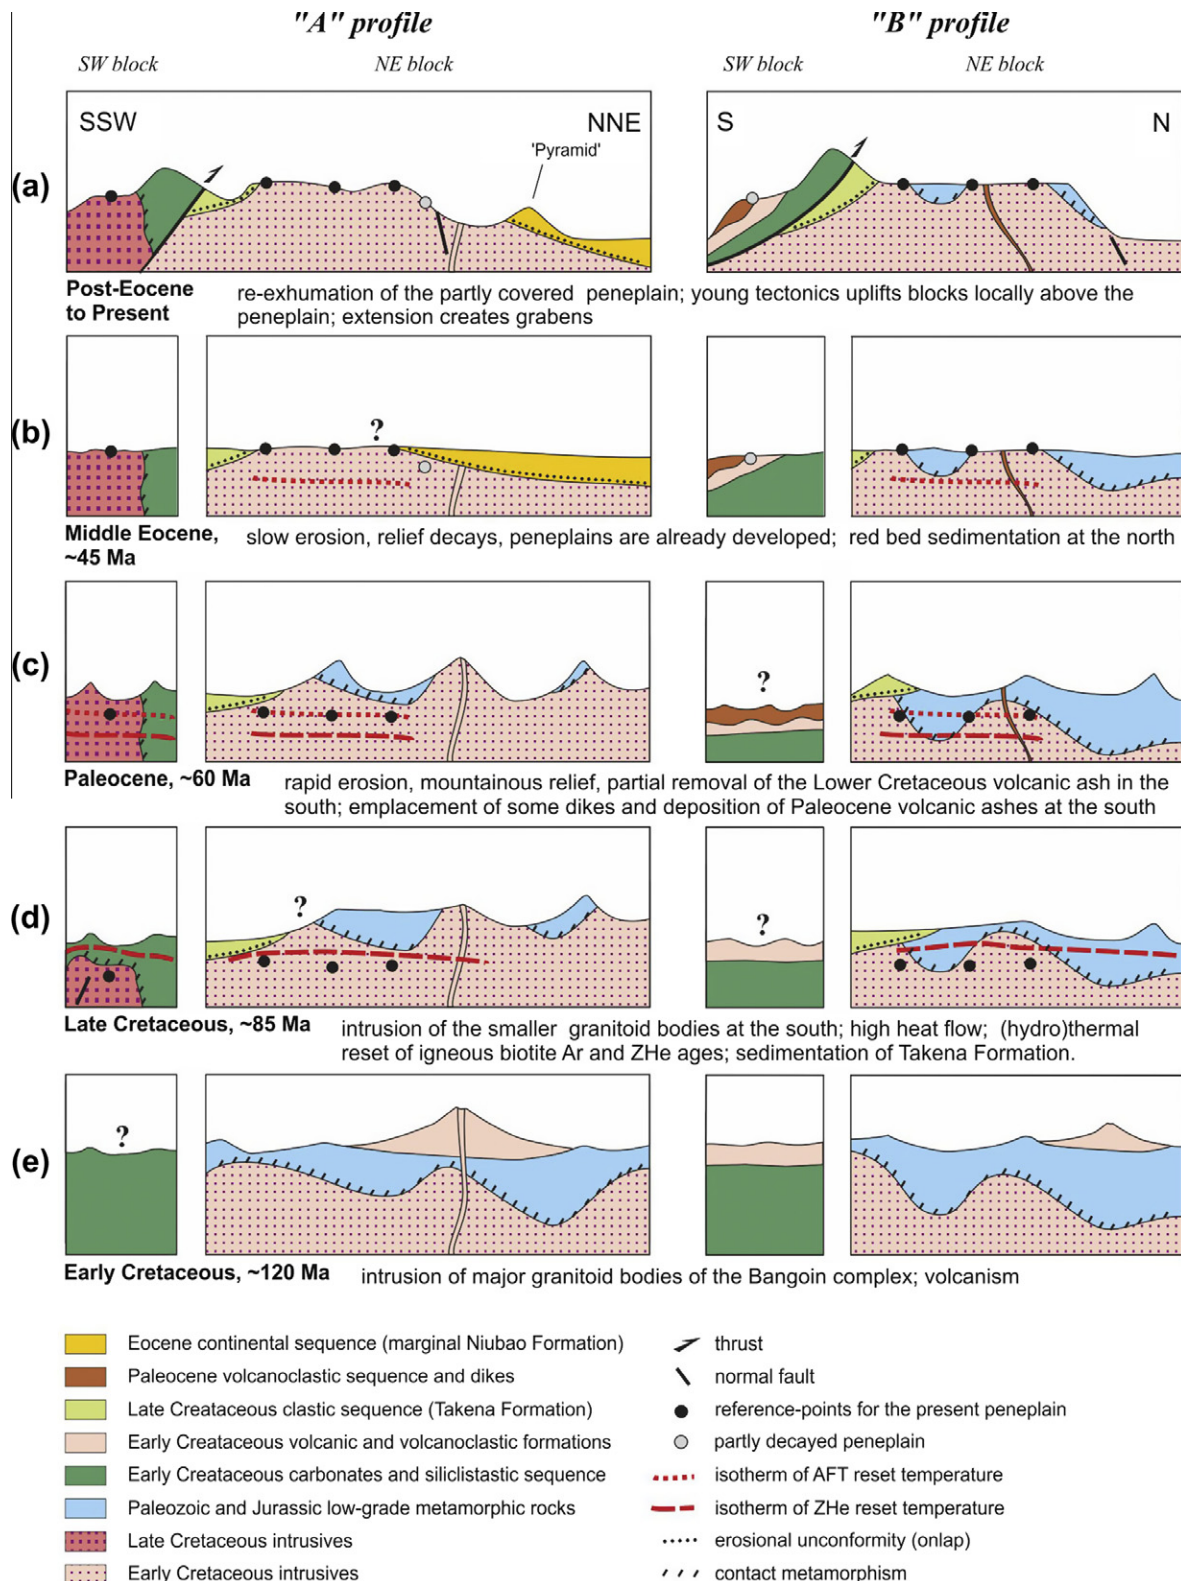 "A" profile
"B" profile
SW block
NE block
SW block
NE block
(a)
SSW
NNE
'Pyramid'
S
N
Post-Eocene
to Present
re-exhumation of the partly covered peneplain; young tectonics uplifts blocks locally above the
peneplain; extension creates grabens
(b)
?
Middle Eocene,
~45 Ma
slow erosion, relief decays, peneplains are already developed; red bed sedimentation at the north
(c)
?
Paleocene, ~60 Ma
rapid erosion, mountainous relief, partial removal of the Lower Cretaceous volcanic ash in the
south; emplacement of some dikes and deposition of Paleocene volcanic ashes at the south
(d)
?
?
Late Cretaceous, ~85 Ma
intrusion of the smaller granitoid bodies at the south; high heat flow; (hydro)thermal
reset of igneous biotite Ar and ZHe ages; sedimentation of Takena Formation.
(e)
?
Early Cretaceous, ~120 Ma
intrusion of major granitoid bodies of the Bangoin complex; volcanism
Eocene continental sequence (marginal Niubao Formation)
Paleocene volcanoclastic sequence and dikes
Late Creataceous clastic sequence (Takena Formation)
Early Creataceous volcanic and volcanoclastic formations
Early Creataceous carbonates and siliclistastic sequence
Paleozoic and Jurassic low-grade metamorphic rocks
Late Cretaceous intrusives
Early Cretaceous intrusives
thrust
normal fault
reference-points for the present peneplain
partly decayed peneplain
isotherm of AFT reset temperature
isotherm of ZHe reset temperature
erosional unconformity (onlap)
contact metamorphism